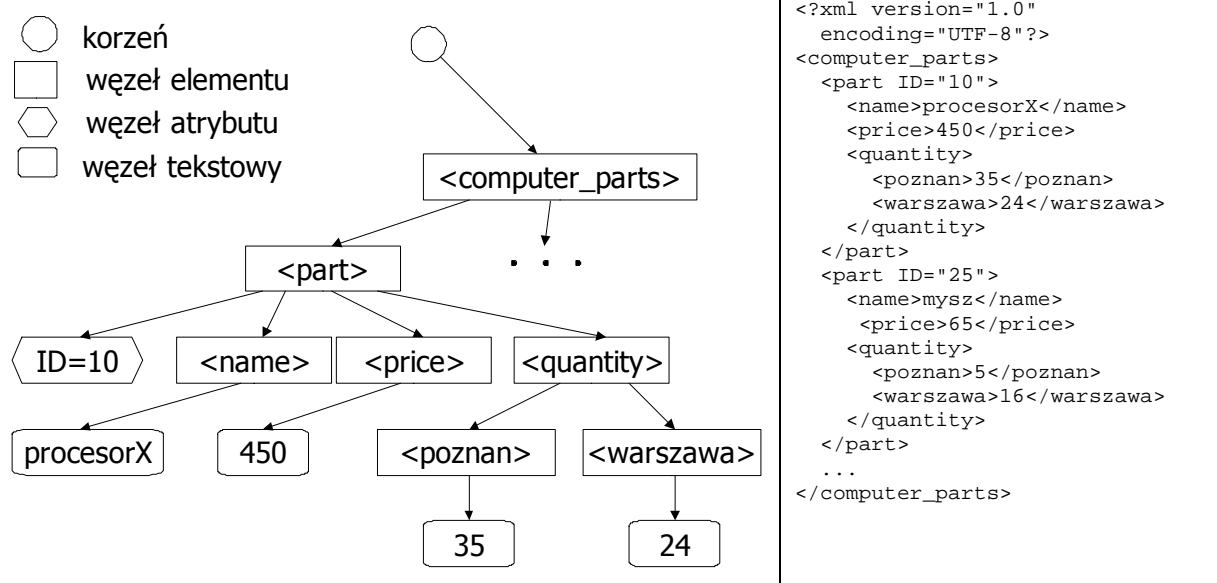 korzeń
węzeł elementu
węzeł atrybutu
węzeł tekstowy
<computer_parts>
<part>
. . .
ID=10
<name>
<price>
<quantity>
procesorX
450
<poznan>
<warszawa>
35
24
<?xml version="1.0"
  encoding="UTF-8"?>
<computer_parts>
  <part ID="10">
    <name>procesorX</name>
    <price>450</price>
    <quantity>
      <poznan>35</poznan>
      <warszawa>24</warszawa>
    </quantity>
  </part>
  <part ID="25">
    <name>mysz</name>
     <price>65</price>
    <quantity>
      <poznan>5</poznan>
      <warszawa>16</warszawa>
    </quantity>
  </part>
  ...
</computer_parts>